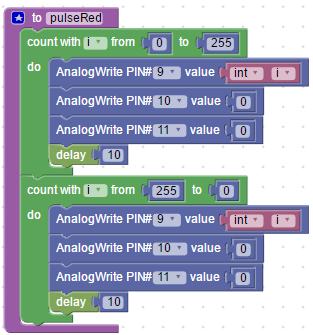 to pulseRed
count with i from 0 to 255
do AnalogWrite PIN# 9 value int i
AnalogWrite PIN# 10 value 0
AnalogWrite PIN# 11 value 0
delay 10
count with i from 255 to 0
do AnalogWrite PIN# 9 value int i
AnalogWrite PIN# 10 value 0
AnalogWrite PIN# 11 value 0
delay 10